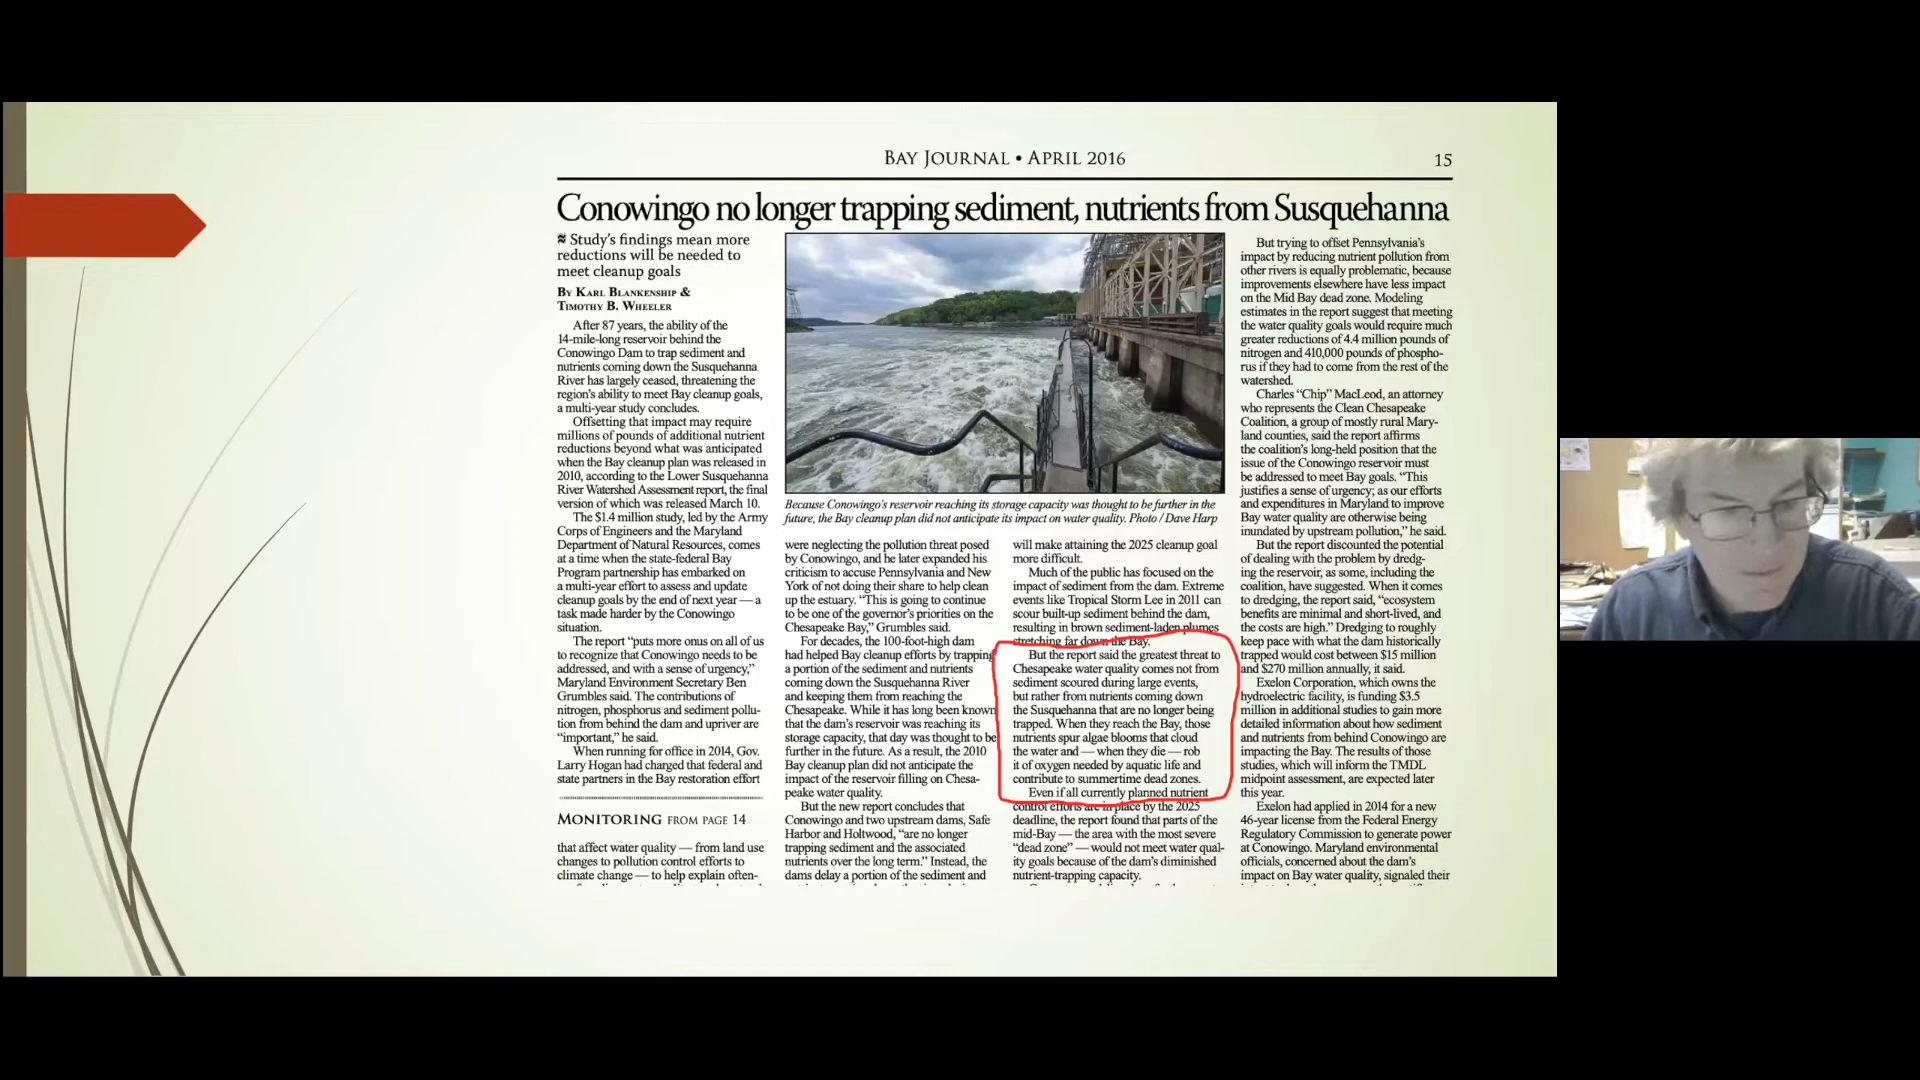 BAY JOURNAL • APRIL 2016
15
Conowingo no longer trapping sediment, nutrients from Susquehanna
Study's findings mean more
reductions will be needed to
meet cleanup goals
BY KARL BLANKENSHIP &
TIMOTHY B. WHEELER
After 87 years, the ability of the
14-mile-long reservoir behind the
Conowingo Dam to trap sediment and
nutrients coming down the Susquehanna
River has largely ceased, threatening the
region's ability to meet Bay cleanup goals,
a multi-year study concludes.
Offsetting that impact may require
millions of pounds of additional nutrient
reductions beyond what was anticipated
when the Bay cleanup plan was released in
2010, according to the Lower Susquehanna
River Watershed Assessment report, the final
version of which was released March 10.
The $1.4 million study, led by the Army
Corps of Engineers and the Maryland
Department of Natural Resources, comes
at a time when the state-federal Bay
Program partnership has embarked on
a multi-year effort to assess and update
cleanup goals by the end of next year — a
task made harder by the Conowingo
situation.
The report “puts more onus on all of us
to recognize that Conowingo needs to be
addressed, and with a sense of urgency,”
Maryland Environment Secretary Ben
Grumbles said. The contributions of
nitrogen, phosphorus and sediment pollu-
tion from behind the dam and upriver are
“important,” he said.
When running for office in 2014, Gov.
Larry Hogan had charged that federal and
state partners in the Bay restoration effort
MONITORING FROM PAGE 14
that affect water quality — from land use
changes to pollution control efforts to
climate change — to help explain often-
Because Conowingo's reservoir reaching its storage capacity was thought to be further in the
future, the Bay cleanup plan did not anticipate its impact on water quality. Photo / Dave Harp
were neglecting the pollution threat posed
by Conowingo, and he later expanded his
criticism to accuse Pennsylvania and New
York of not doing their share to help clean
up the estuary. “This is going to continue
to be one of the governor's priorities on the
Chesapeake Bay,” Grumbles said.
For decades, the 100-foot-high dam
had helped Bay cleanup efforts by trapping
a portion of the sediment and nutrients
coming down the Susquehanna River
and keeping them from reaching the
Chesapeake. While it has long been known
that the dam's reservoir was reaching its
storage capacity, that day was thought to be
further in the future. As a result, the 2010
Bay cleanup plan did not anticipate the
impact of the reservoir filling on Chesa-
peake water quality.
But the new report concludes that
Conowingo and two upstream dams, Safe
Harbor and Holtwood, “are no longer
trapping sediment and the associated
nutrients over the long term.” Instead, the
dams delay a portion of the sediment and
will make attaining the 2025 cleanup goal
more difficult.
Much of the public has focused on the
impact of sediment from the dam. Extreme
events like Tropical Storm Lee in 2011 can
scour built-up sediment behind the dam,
resulting in brown sediment-laden plumes
stretching far down the Bay.
But the report said the greatest threat to
Chesapeake water quality comes not from
sediment scoured during large events,
but rather from nutrients coming down
the Susquehanna that are no longer being
trapped. When they reach the Bay, those
nutrients spur algae blooms that cloud
the water and — when they die — rob
it of oxygen needed by aquatic life and
contribute to summertime dead zones.
Even if all currently planned nutrient
control efforts are in place by the 2025
deadline, the report found that parts of the
mid-Bay — the area with the most severe
“dead zone” — would not meet water qual-
ity goals because of the dam's diminished
nutrient-trapping capacity.
But trying to offset Pennsylvania's
impact by reducing nutrient pollution from
other rivers is equally problematic, because
improvements elsewhere have less impact
on the Mid Bay dead zone. Modeling
estimates in the report suggest that meeting
the water quality goals would require much
greater reductions of 4.4 million pounds of
nitrogen and 410,000 pounds of phospho-
rus if they had to come from the rest of the
watershed.
Charles “Chip” MacLeod, an attorney
who represents the Clean Chesapeake
Coalition, a group of mostly rural Mary-
land counties, said the report affirms
the coalition's long-held position that the
issue of the Conowingo reservoir must
be addressed to meet Bay goals. “This
justifies a sense of urgency; as our efforts
and expenditures in Maryland to improve
Bay water quality are otherwise being
inundated by upstream pollution,” he said.
But the report discounted the potential
of dealing with the problem by dredg-
ing the reservoir, as some, including the
coalition, have suggested. When it comes
to dredging, the report said, “ecosystem
benefits are minimal and short-lived, and
the costs are high.” Dredging to roughly
keep pace with what the dam historically
trapped would cost between $15 million
and $270 million annually, it said.
Exelon Corporation, which owns the
hydroelectric facility, is funding $3.5
million in additional studies to gain more
detailed information about how sediment
and nutrients from behind Conowingo are
impacting the Bay. The results of those
studies, which will inform the TMDL
midpoint assessment, are expected later
this year.
Exelon had applied in 2014 for a new
46-year license from the Federal Energy
Regulatory Commission to generate power
at Conowingo. Maryland environmental
officials, concerned about the dam's
impact on Bay water quality, signaled their